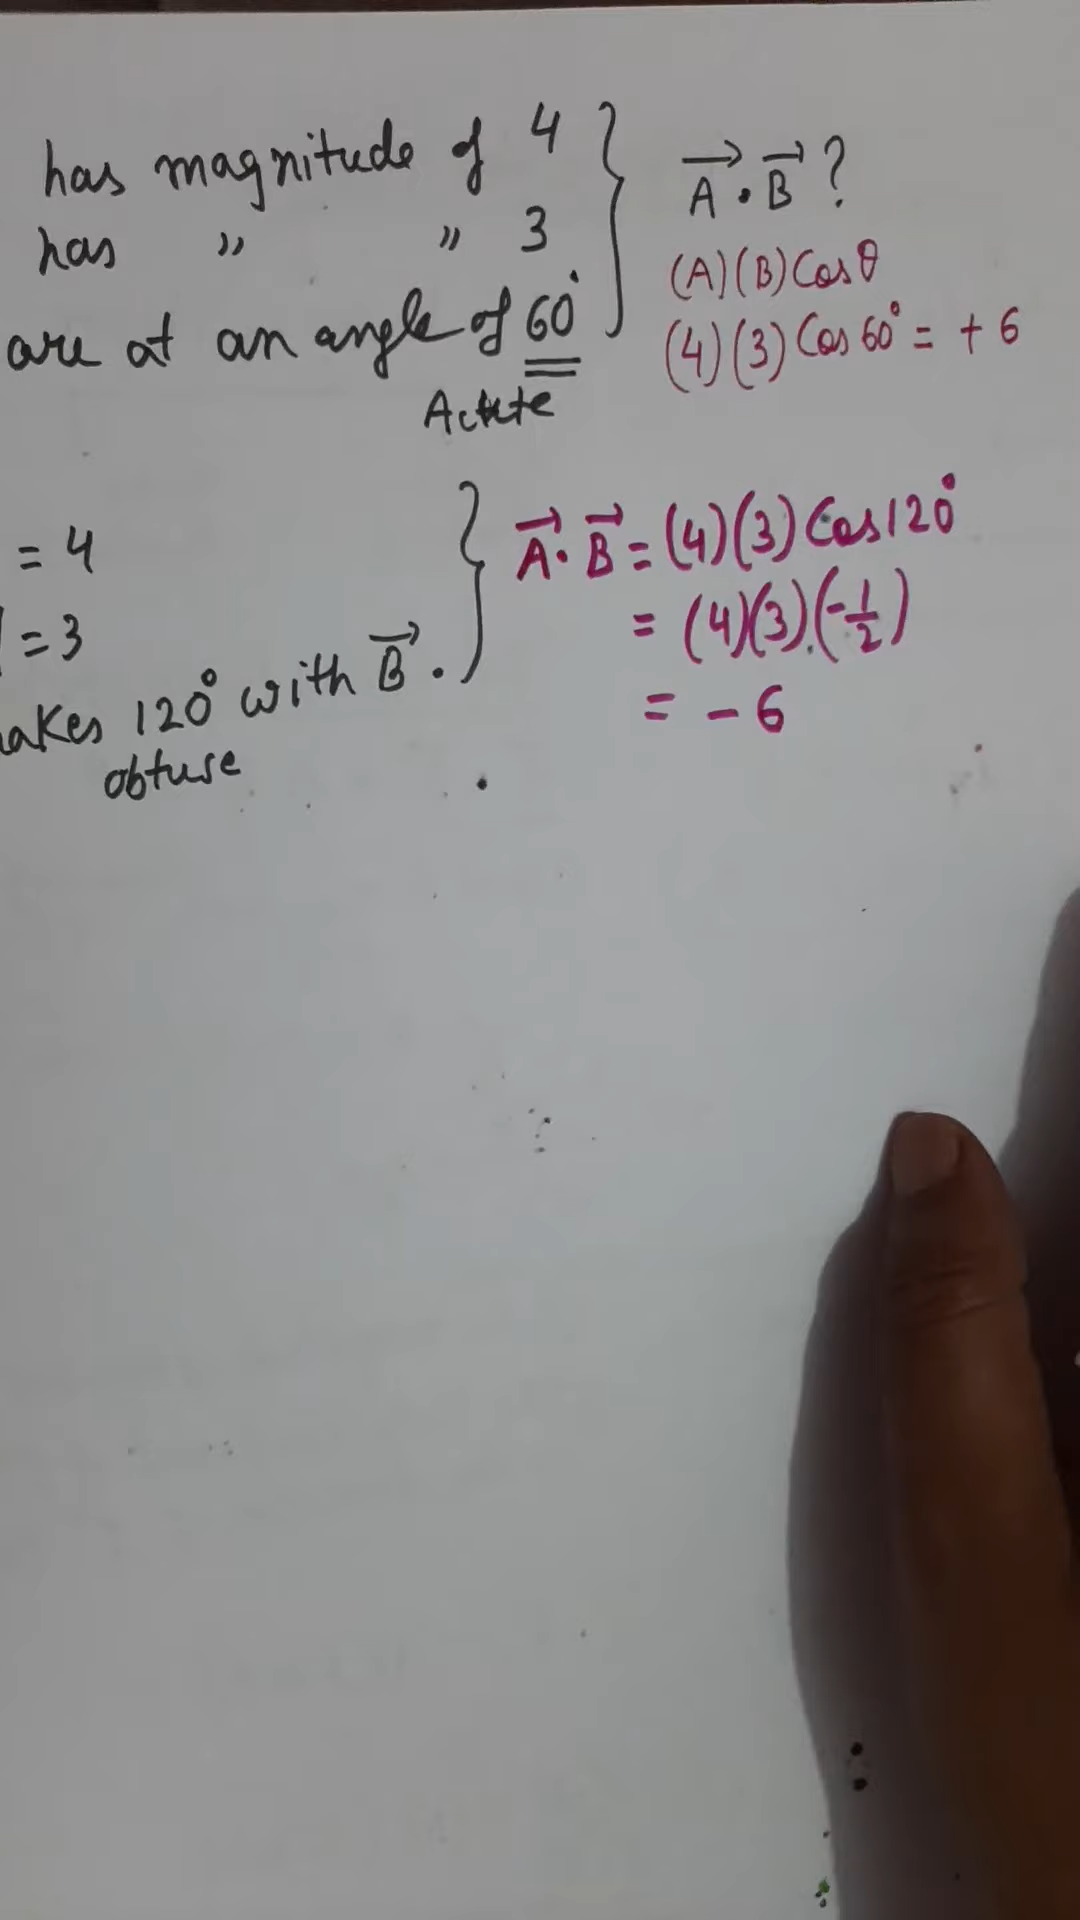 has magnitude of 4
has " " 3
are at an angle of 60°
Acute
A⃗ . B⃗ ?
(A)(B) Cos θ
(4)(3) Cos 60° = + 6
= 4
| = 3
akes 120° with B⃗ .
obtuse
A⃗ . B⃗ = (4)(3) Cos 120°
= (4)(3).(-1/2)
= - 6